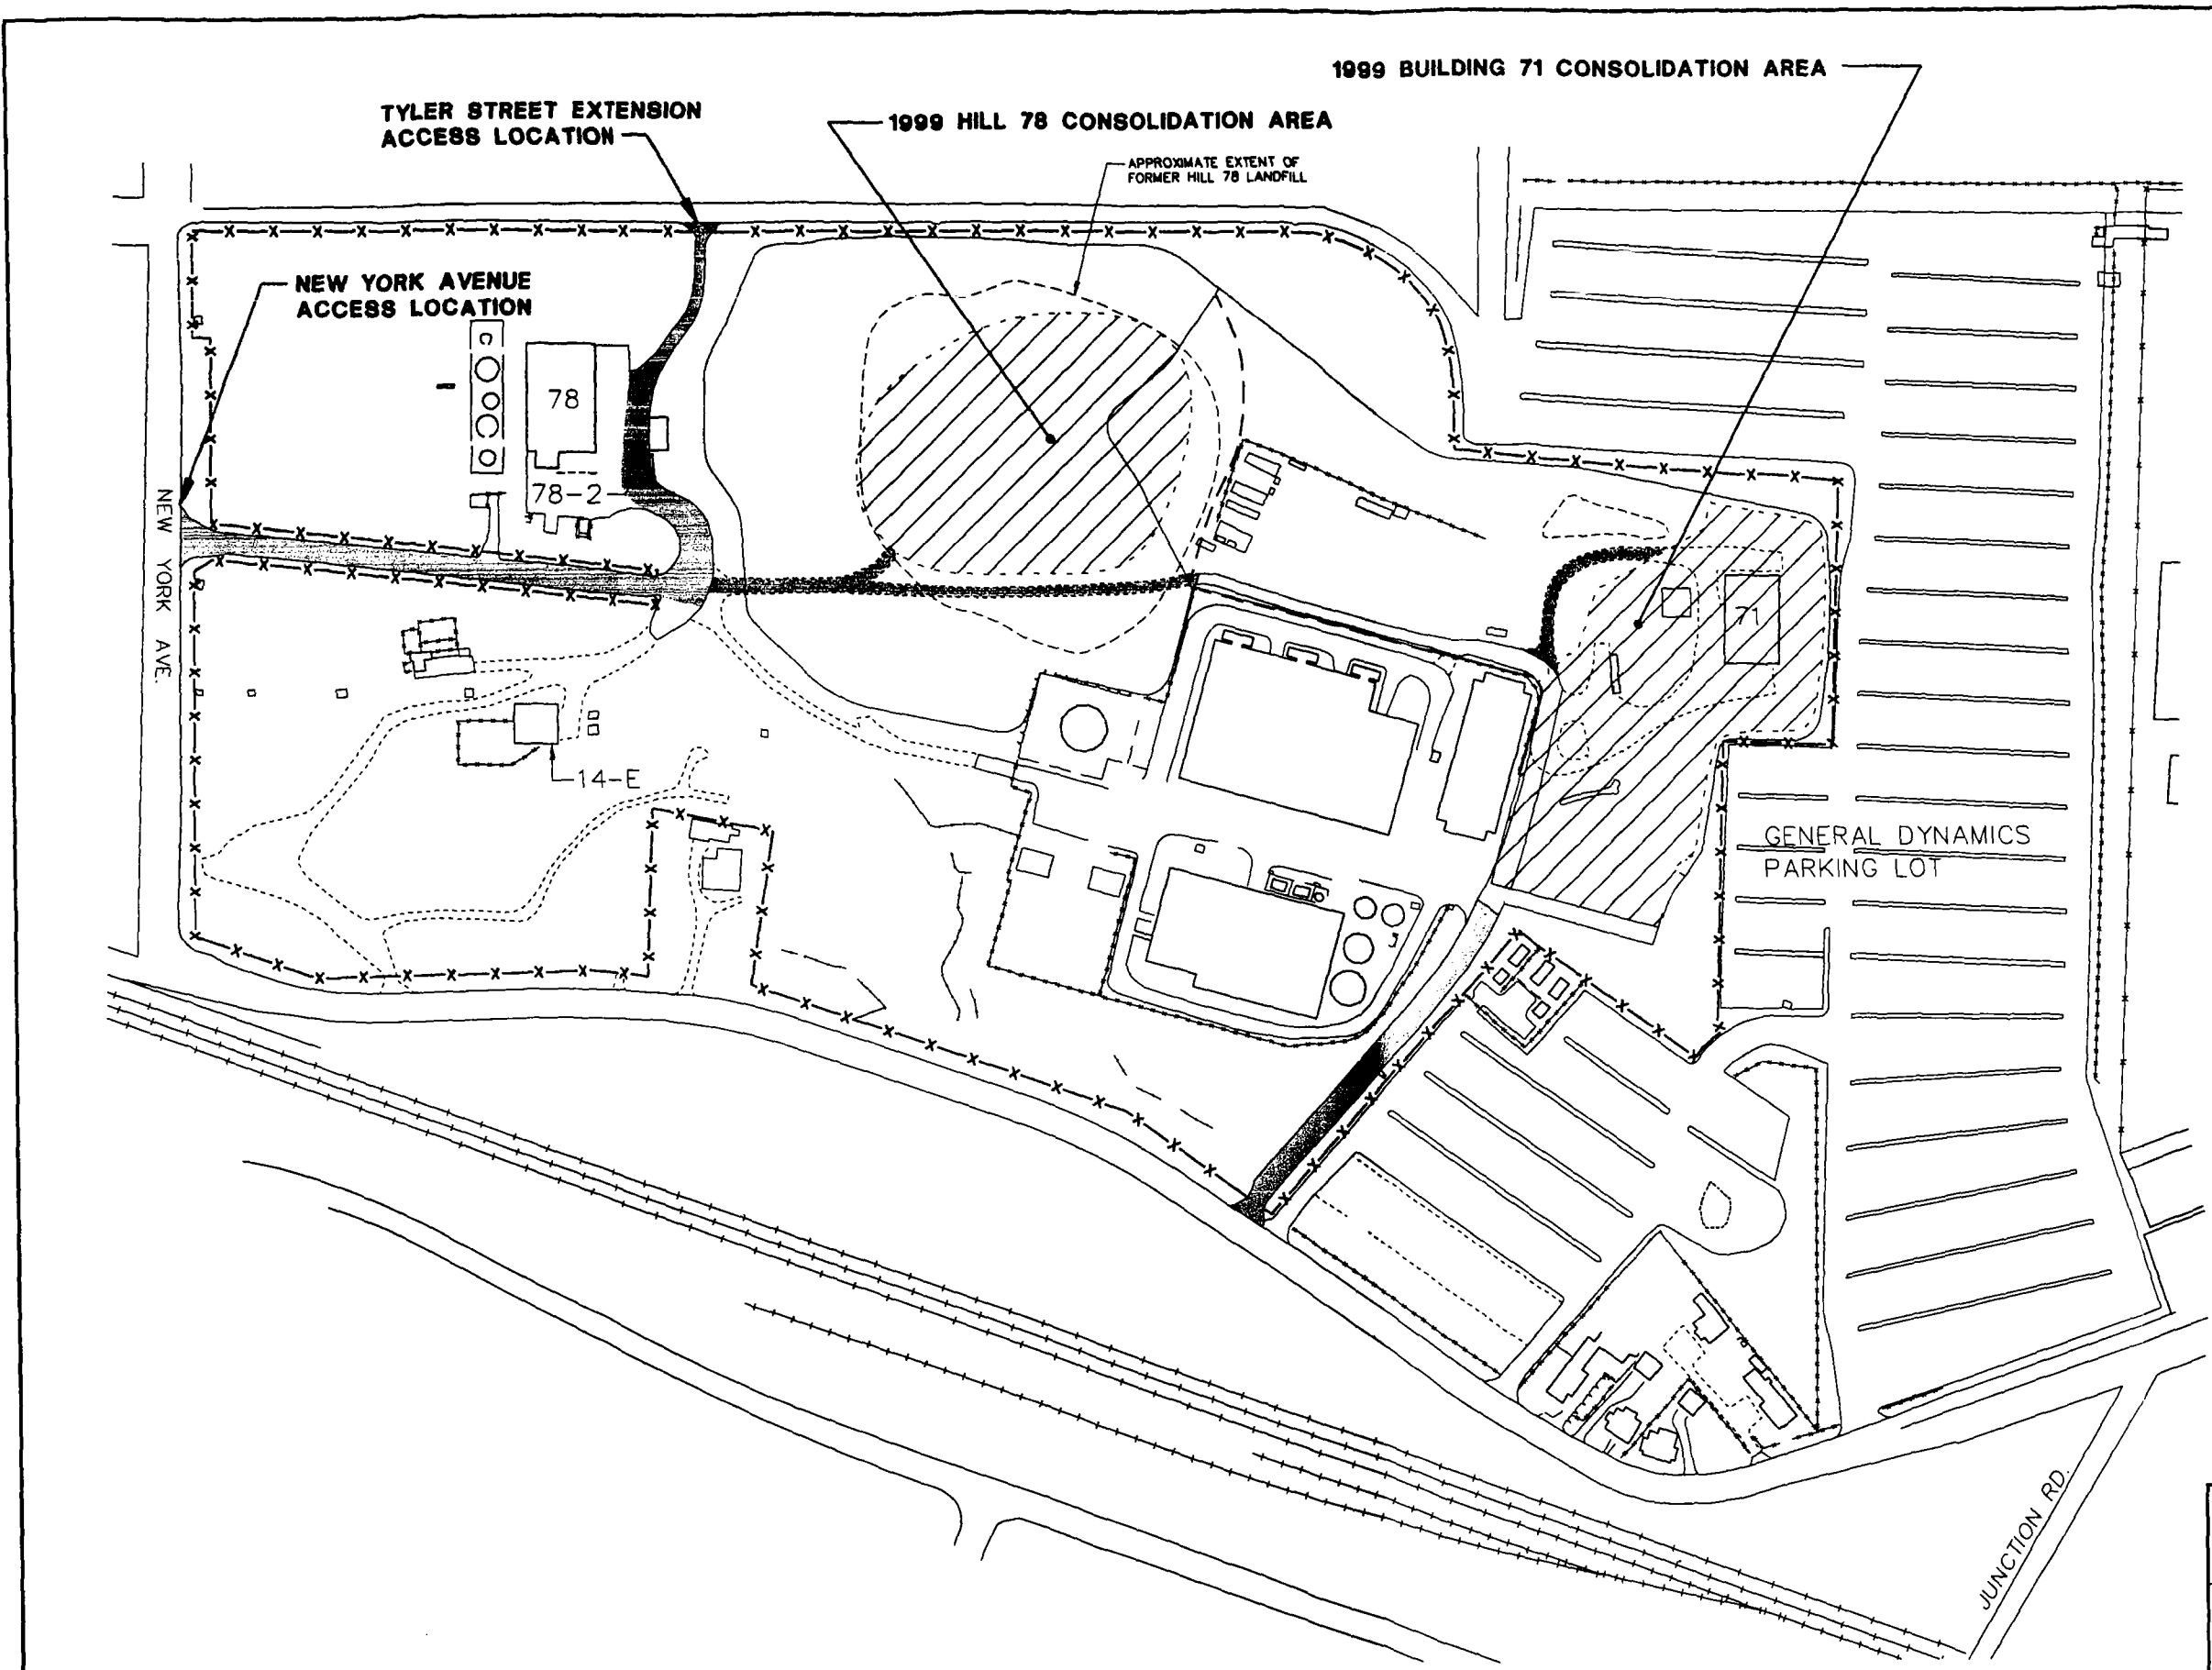 1999 BUILDING 71 CONSOLIDATION AREA
TYLER STREET EXTENSION
ACCESS LOCATION
1999 HILL 78 CONSOLIDATION AREA
APPROXIMATE EXTENT OF
FORMER HILL 78 LANDFILL
NEW YORK AVENUE
ACCESS LOCATION
78
78-2
NEW YORK AVE.
71
14-E
GENERAL DYNAMICS
PARKING LOT
JUNCTION RD.